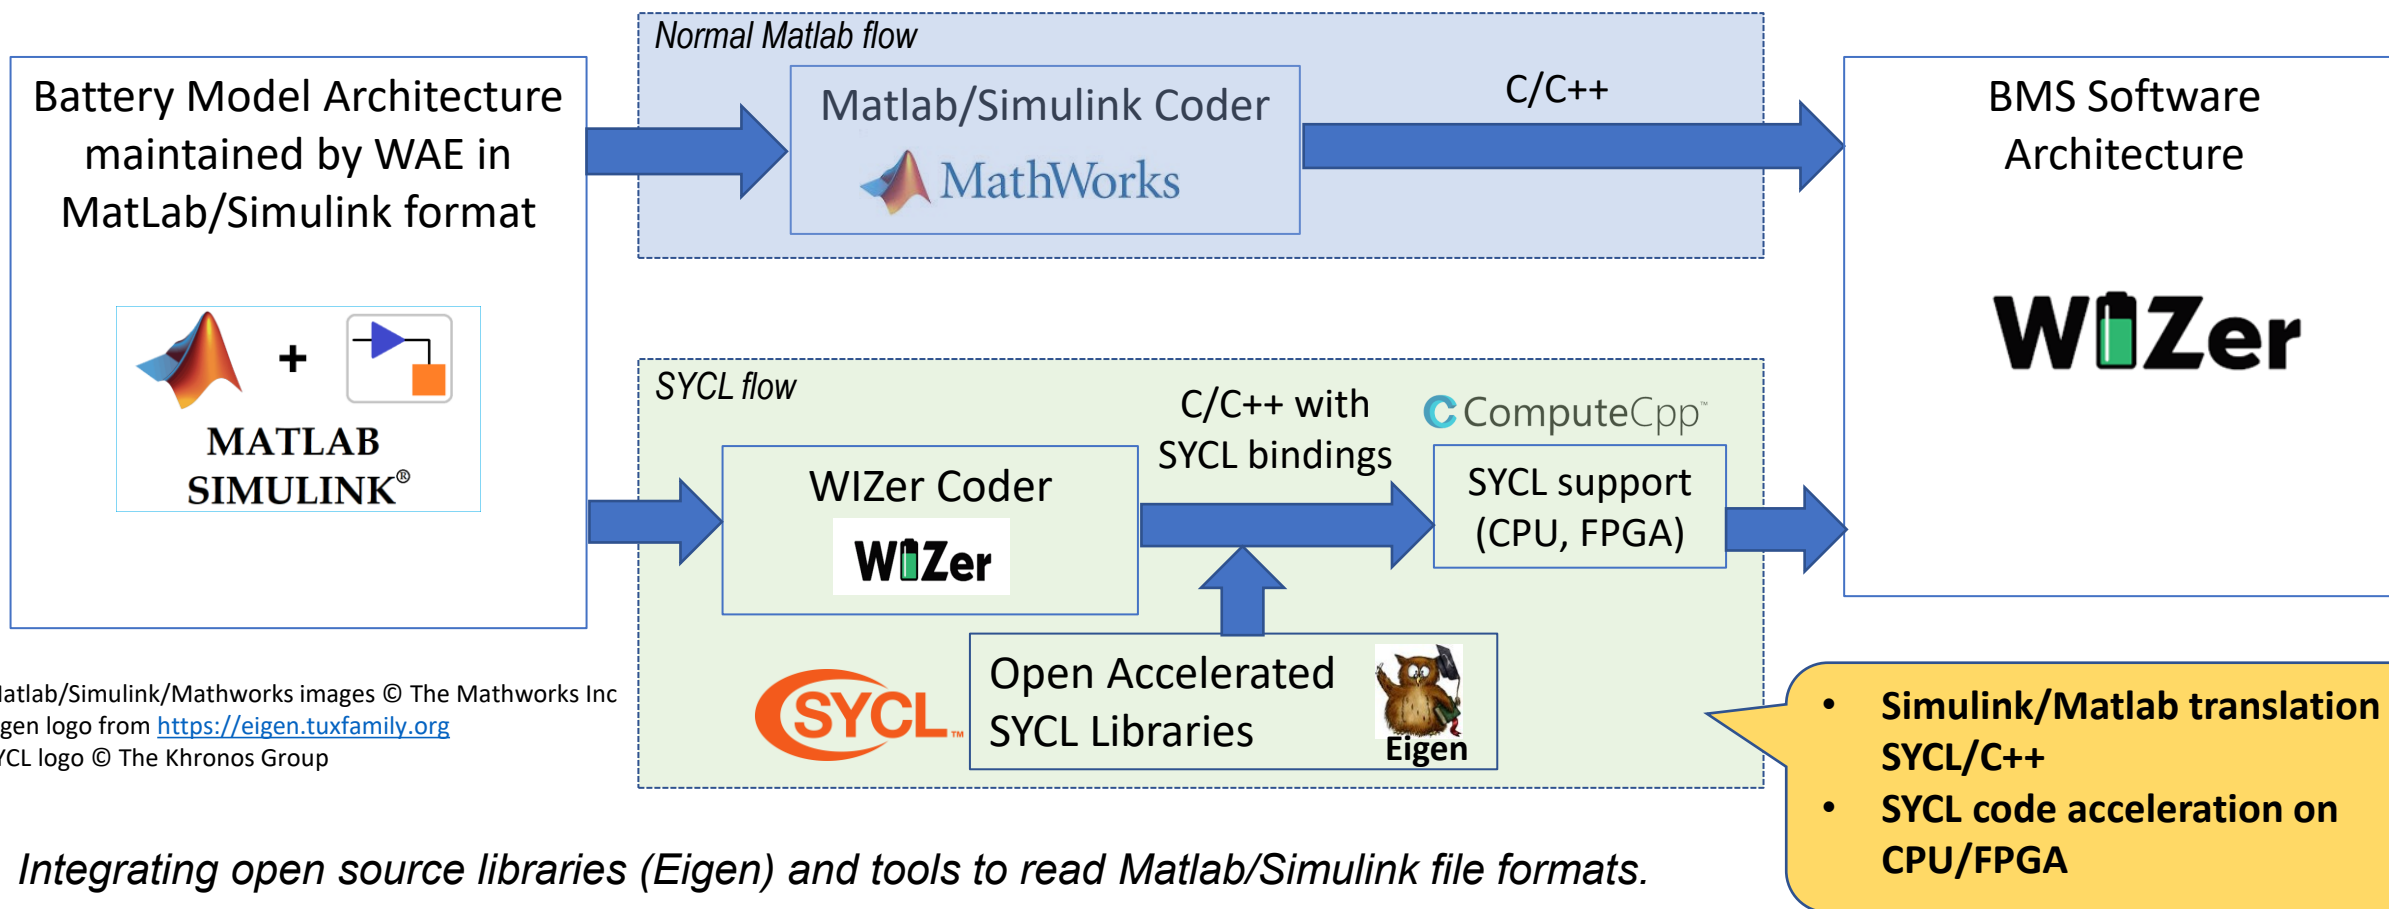 Battery Model Architecture
maintained by WAE in
MatLab/Simulink format
+
MATLAB
SIMULINK®
Normal Matlab flow
Matlab/Simulink Coder
MathWorks
C/C++
BMS Software
Architecture
WIZer
SYCL flow
WIZer Coder
WIZer
C/C++ with
SYCL bindings
ComputeCpp™
SYCL support
(CPU, FPGA)
SYCL™
Open Accelerated
SYCL Libraries
Eigen
atlab/Simulink/Mathworks images © The Mathworks Inc
igen logo from https://eigen.tuxfamily.org
YCL logo © The Khronos Group
• Simulink/Matlab translation
SYCL/C++
• SYCL code acceleration on
CPU/FPGA
Integrating open source libraries (Eigen) and tools to read Matlab/Simulink file formats.